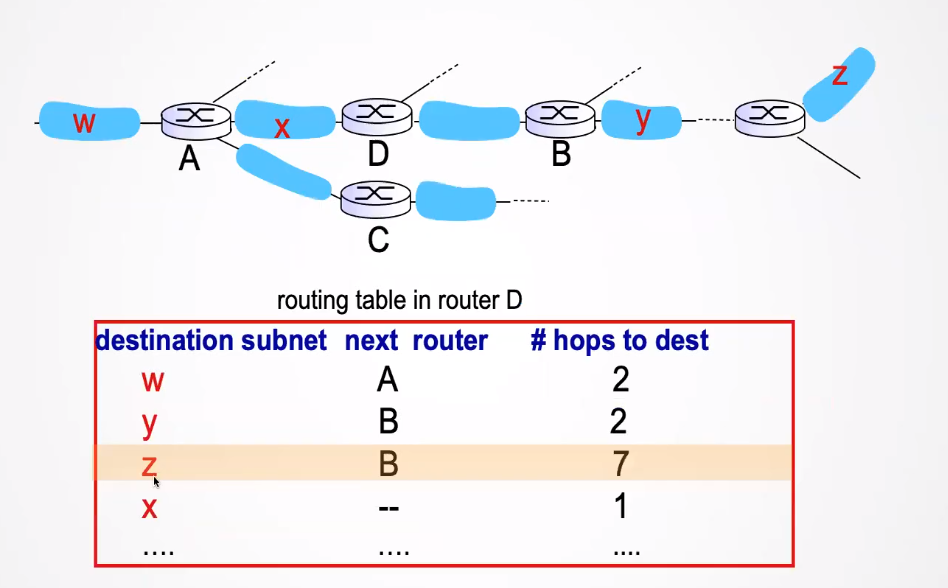 z
w
x
y
A
D
B
C
routing table in router D
destination subnet next router # hops to dest
w A 2
y B 2
z B 7
x -- 1
.... .... ....